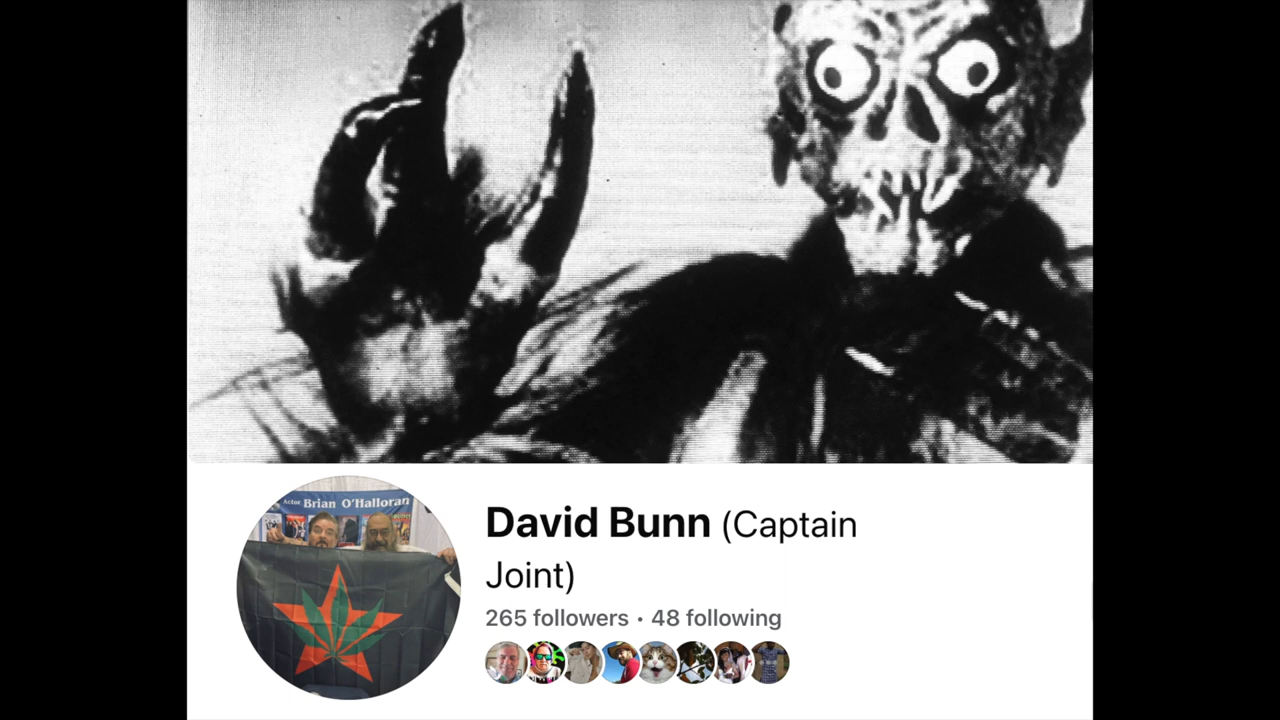 Actor Brian O'Halloran
David Bunn (Captain
Joint)
265 followers • 48 following